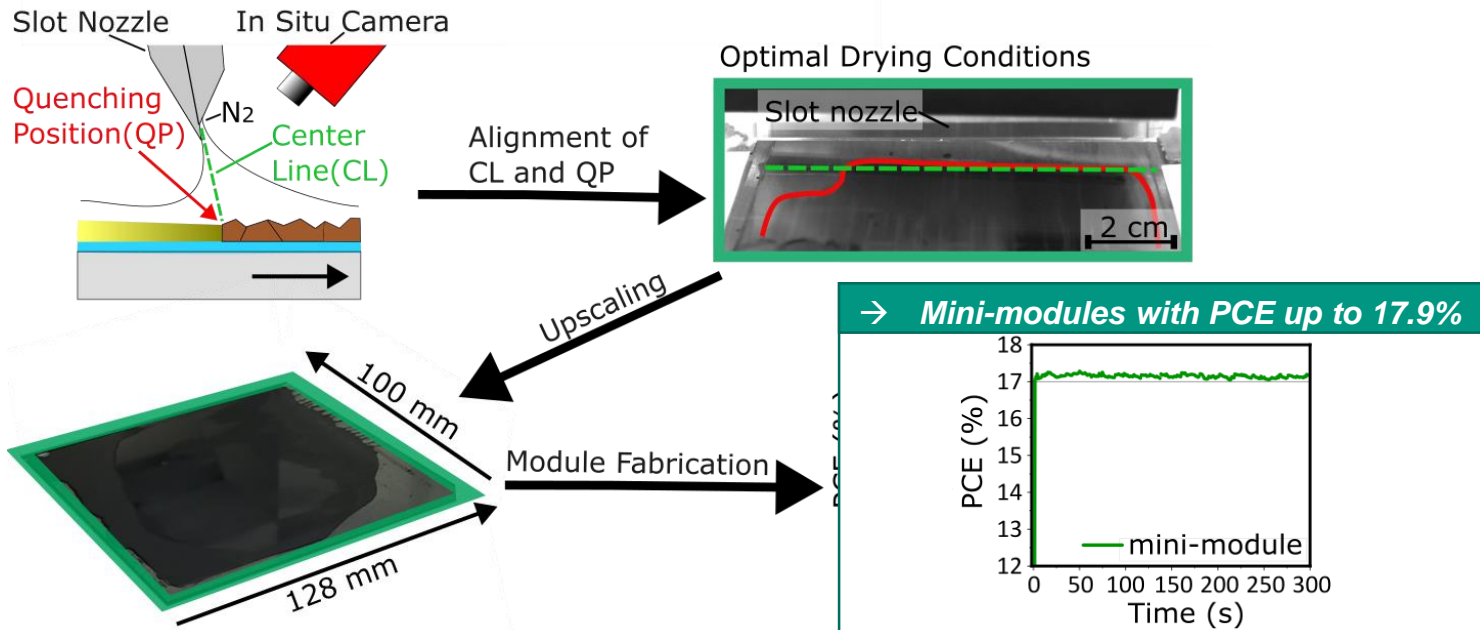 Slot Nozzle
In Situ Camera
Quenching
Position(QP)
N2
Center
Line(CL)
Alignment of
CL and QP
Optimal Drying Conditions
Slot nozzle
2 cm
Upscaling
100 mm
128 mm
Module Fabrication
→ Mini-modules with PCE up to 17.9%
PCE (%)
18
17
16
15
14
13
12
mini-module
0 50 100 150 200 250 300
Time (s)